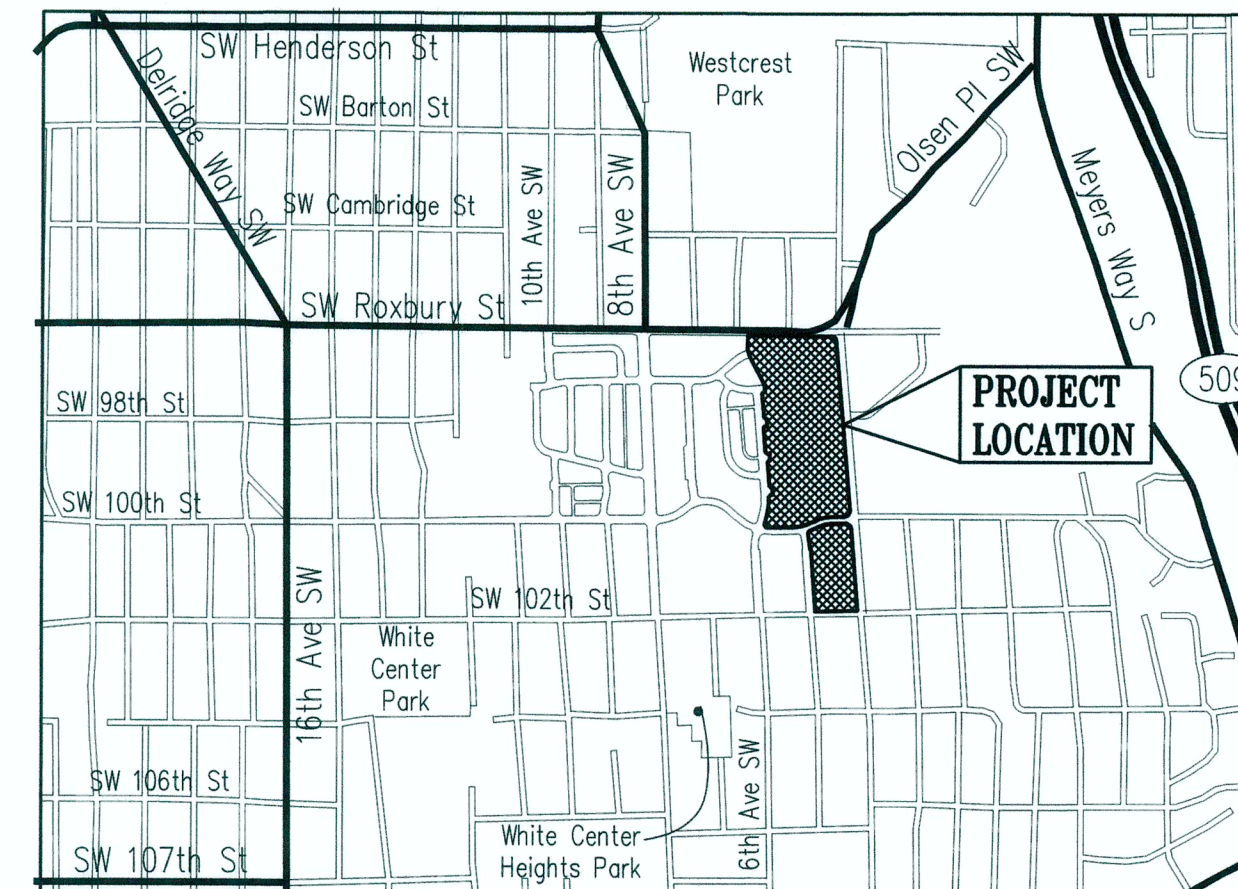 SW Henderson St
Westcrest
Park
Delridge Way SW
SW Barton St
Olsen Pl SW
SW Cambridge St
10th Ave SW
8th Ave SW
Meyers Way S
SW Roxbury St
SW 98th St
PROJECT
LOCATION
509
SW 100th St
16th Ave SW
SW 102th St
White
Center
Park
SW 106th St
6th Ave SW
White Center
Heights Park
SW 107th St